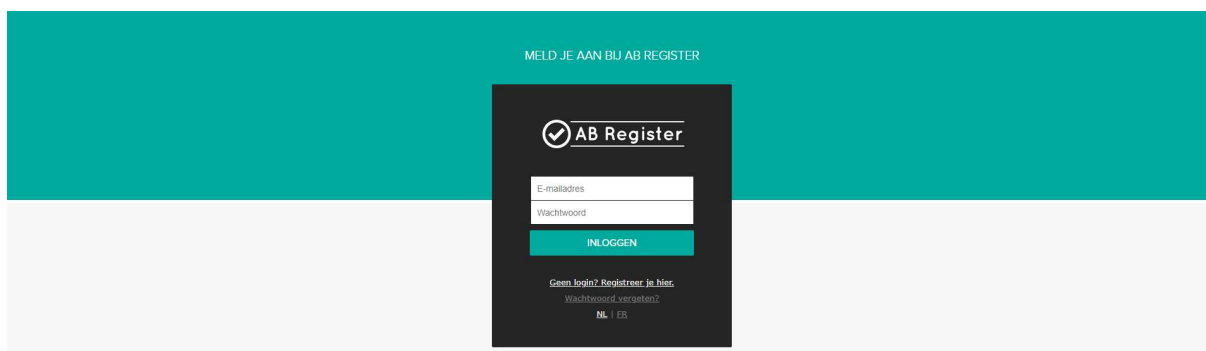 MELD JE AAN BIJ AB REGISTER
AB Register
E-mailadres
Wachtwoord
INLOGGEN
Geen login? Registreer je hier.
Wachtwoord vergeten?
NL | FR